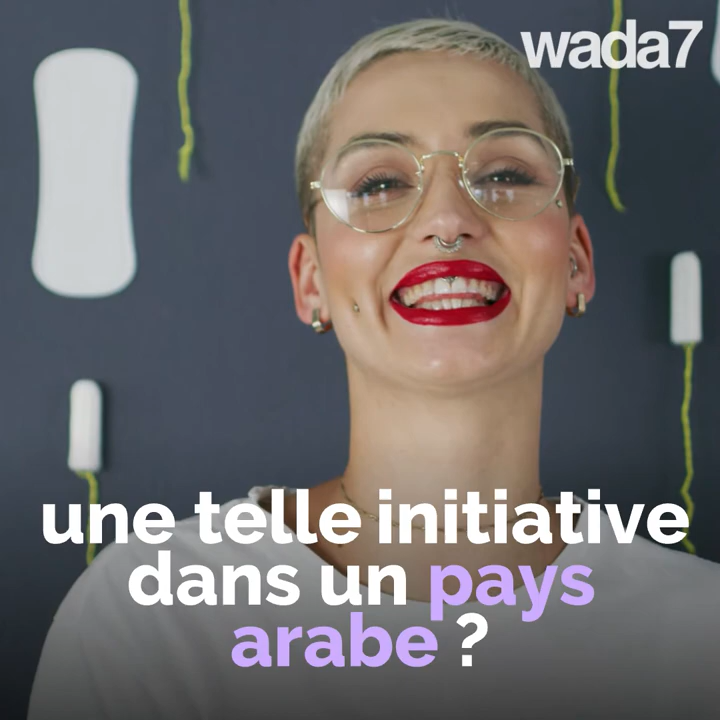 wada7
une telle initiative
dans un pays
arabe ?